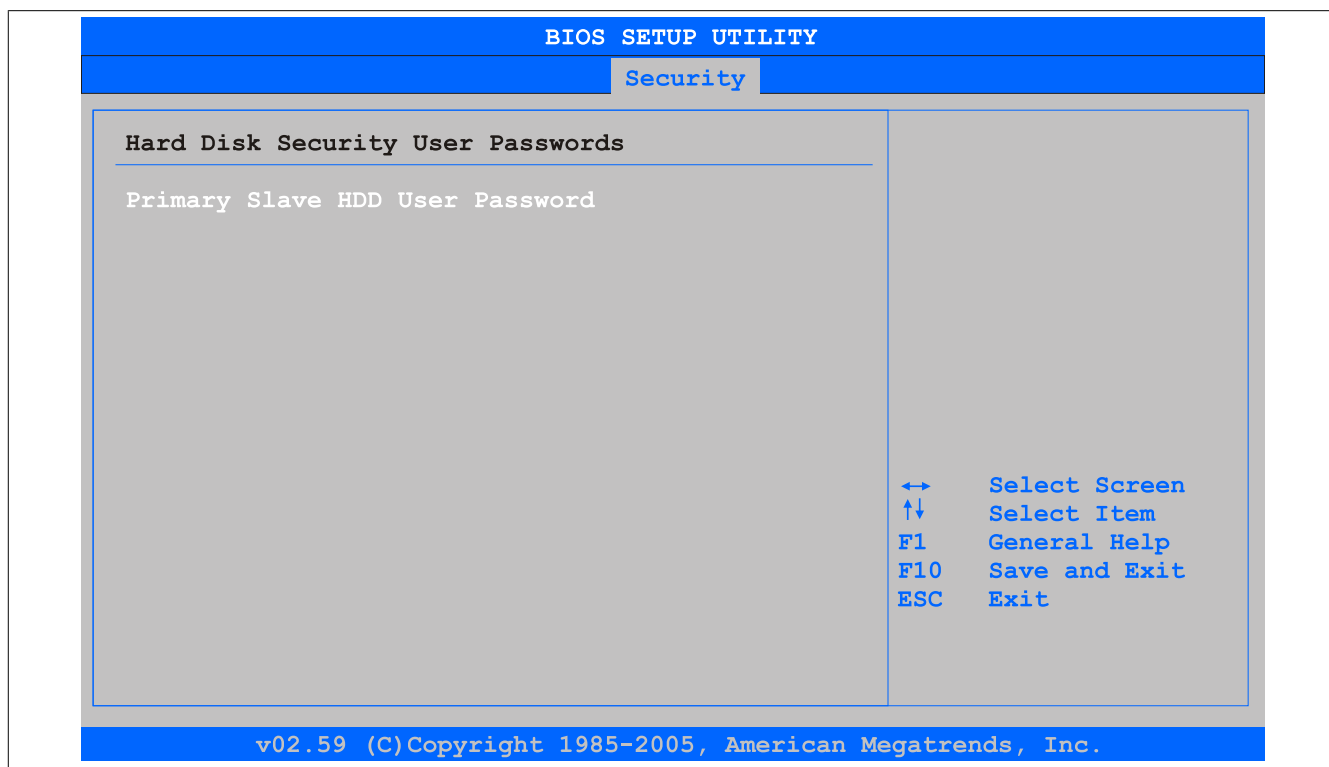 BIOS SETUP UTILITY
Security
Hard Disk Security User Passwords
Primary Slave HDD User Password
←→ Select Screen
↑↓ Select Item
F1 General Help
F10 Save and Exit
ESC Exit
v02.59 (C)Copyright 1985-2005, American Megatrends, Inc.